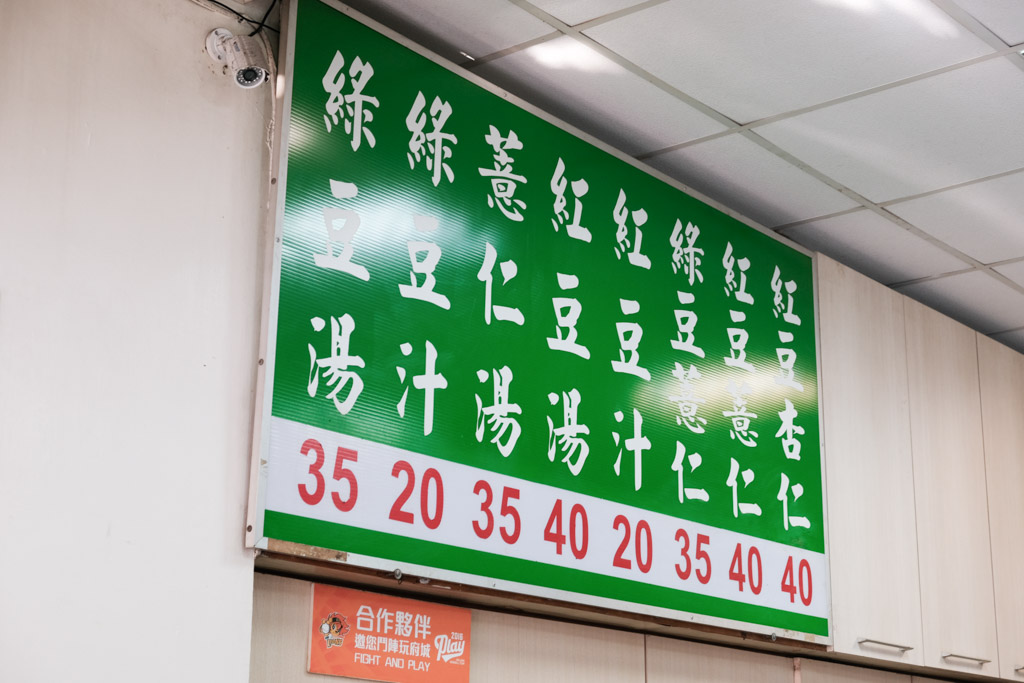 綠豆湯
35
綠豆汁
20
薏仁湯
35
紅豆湯
40
紅豆汁
20
綠豆薏仁
35
紅豆薏仁
40
紅豆杏仁
40
合作夥伴
邀您鬥陣玩府城
FIGHT AND PLAY
2018
Play